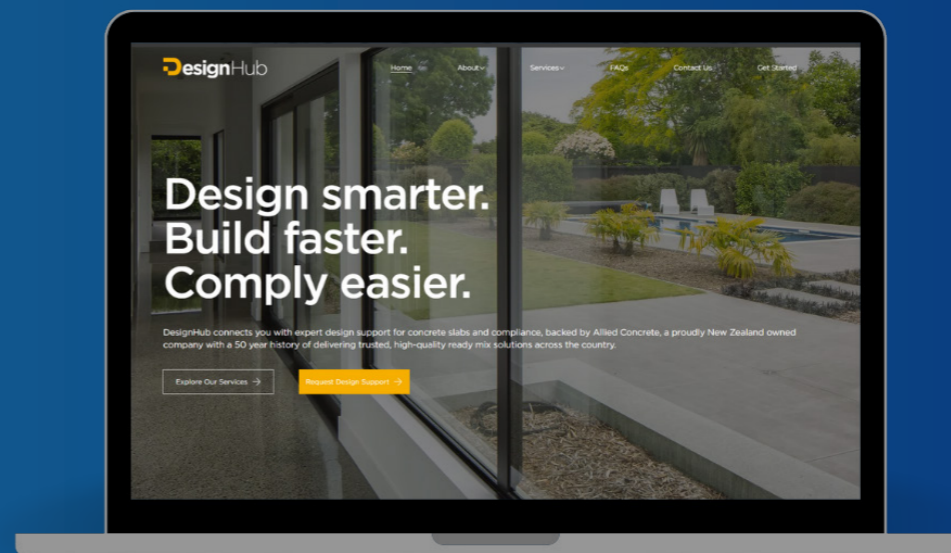 DesignHub
Home
About
Services
FAQs
Contact Us
Get Started
Design smarter.
Build faster.
Comply easier.
DesignHub connects you with expert design support for concrete slabs and compliance, backed by Allied Concrete, a proudly New Zealand owned
company with a 50 year history of delivering trusted, high-quality ready mix solutions across the country.
Explore Our Services →
Request Design Support →